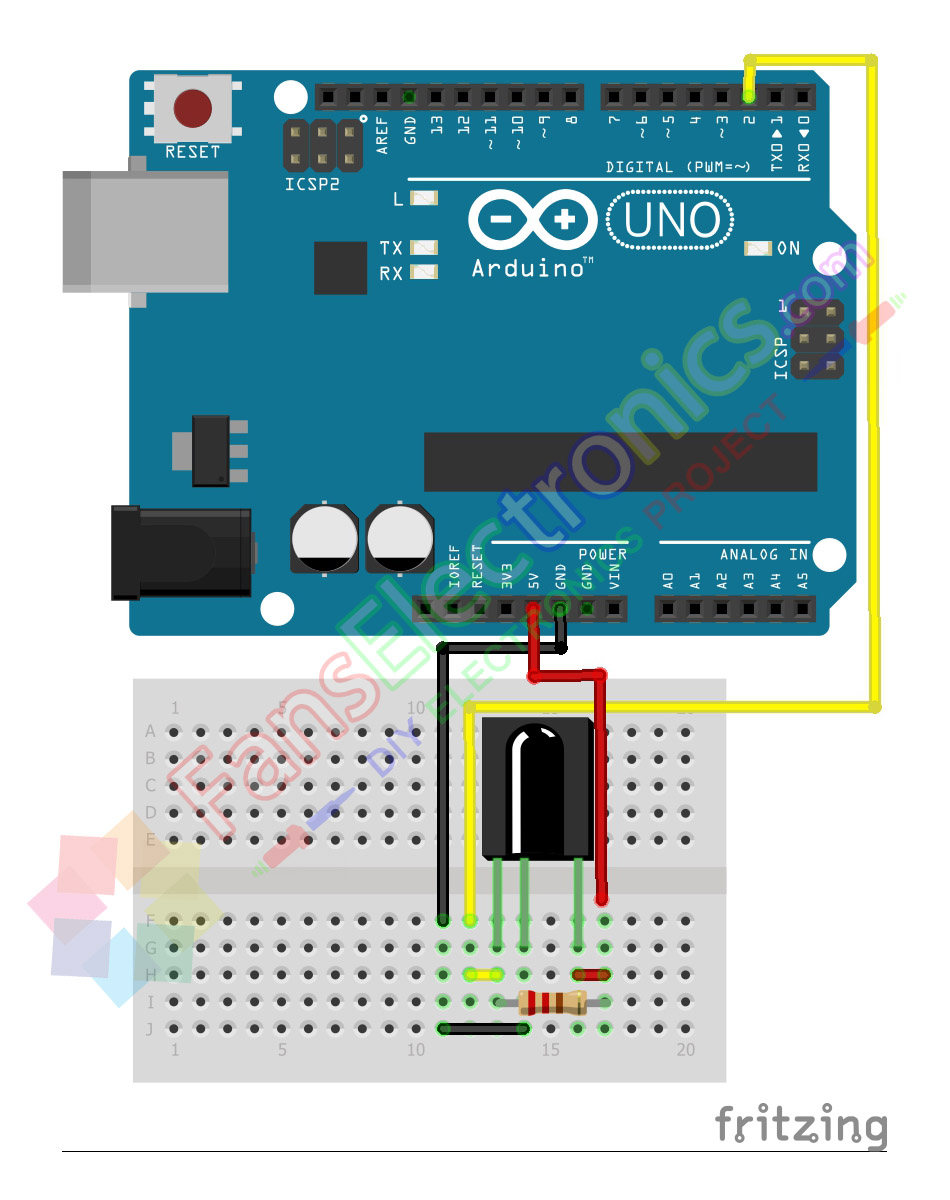 RESET
ICSP2
AREF
GND
13
12
~11
~10
~9
8
7
~6
~5
4
~3
2
TX0 ▶ 1
RX0 ◀ 0
DIGITAL (PWM=~)
L
TX
RX
UNO
Arduino™
ON
1
ICSP
IOREF
RESET
3V3
5V
GND
GND
VIN
POWER
ANALOG IN
A0
A1
A2
A3
A4
A5
FansElectronics.com
DIY ELECTRONICS PROJECT
1 5 10 15 20
A
B
C
D
E
F
G
H
I
J
1 5 10 15 20
fritzing